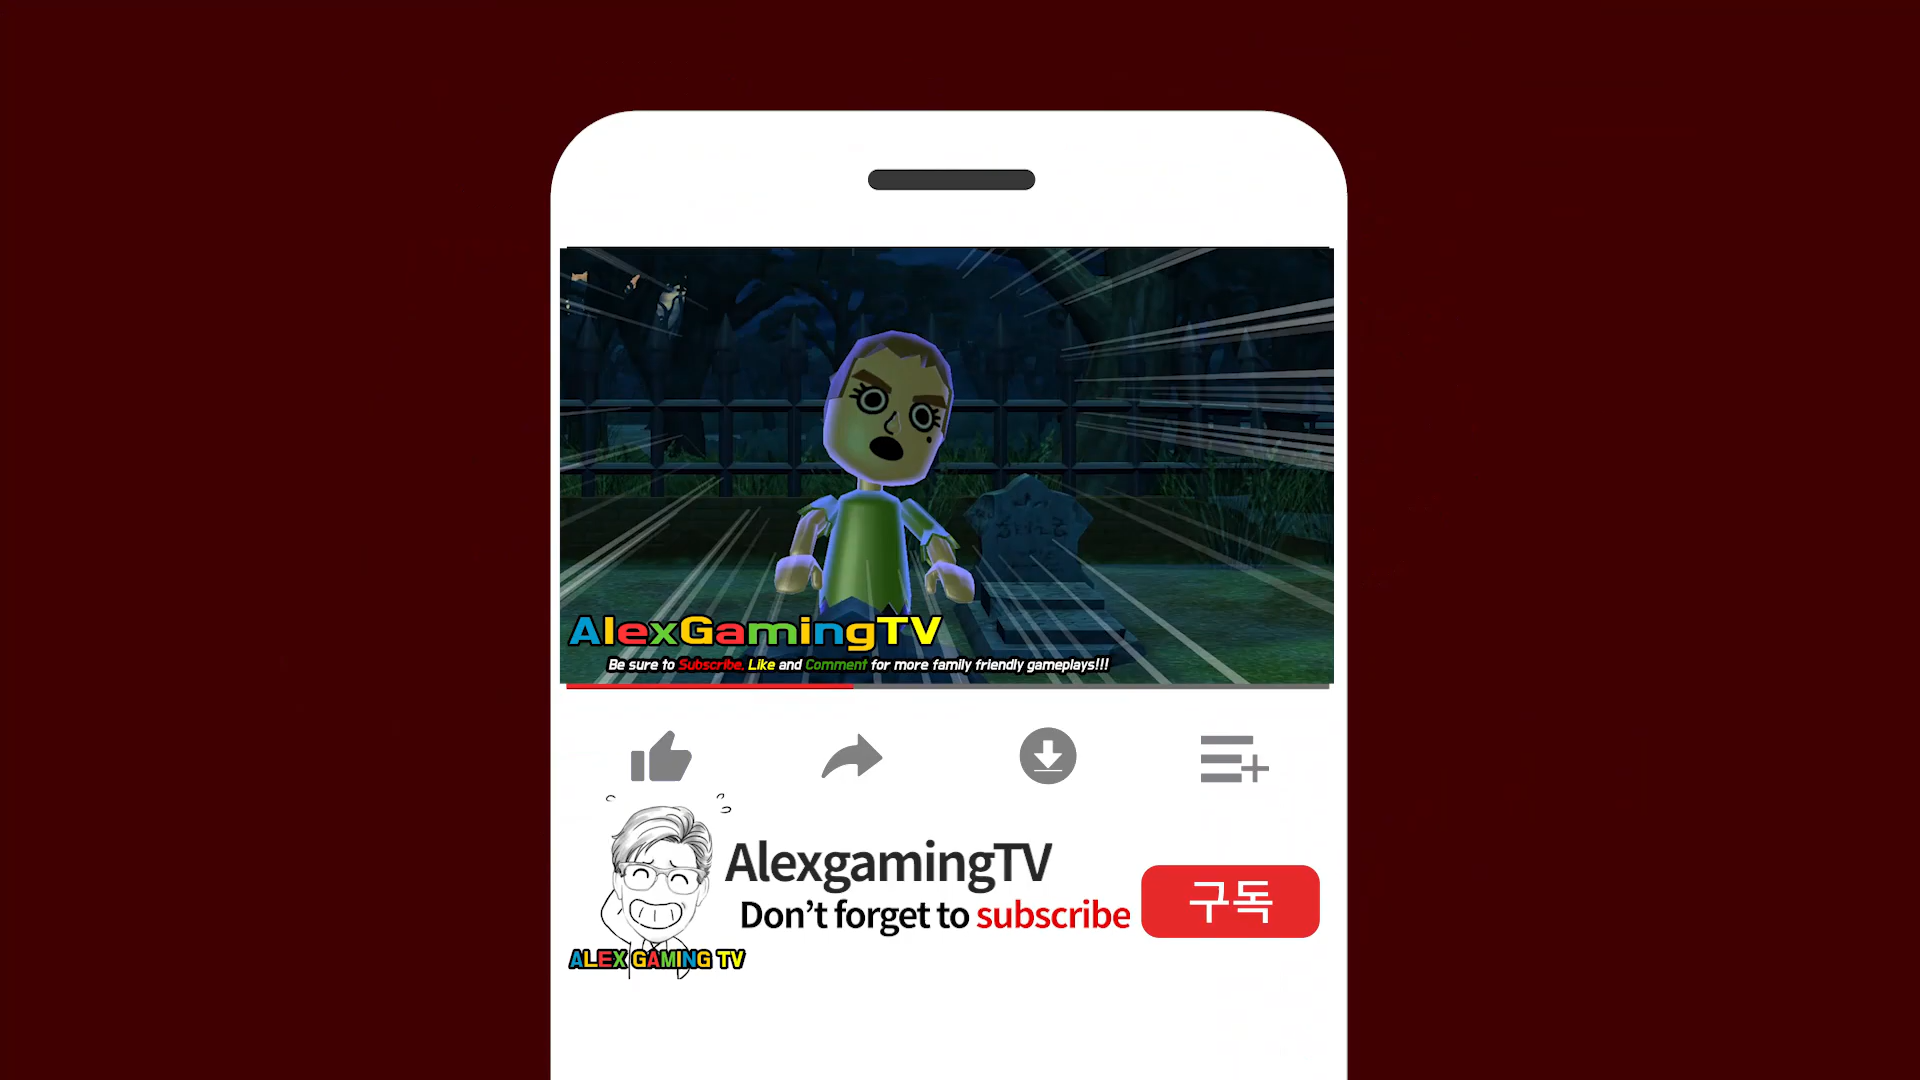 AlexGamingTV
Be sure to Subscribe, Like and Comment for more family friendly gameplays!!!
AlexgamingTV
Don't forget to subscribe
구독
ALEX GAMING TV